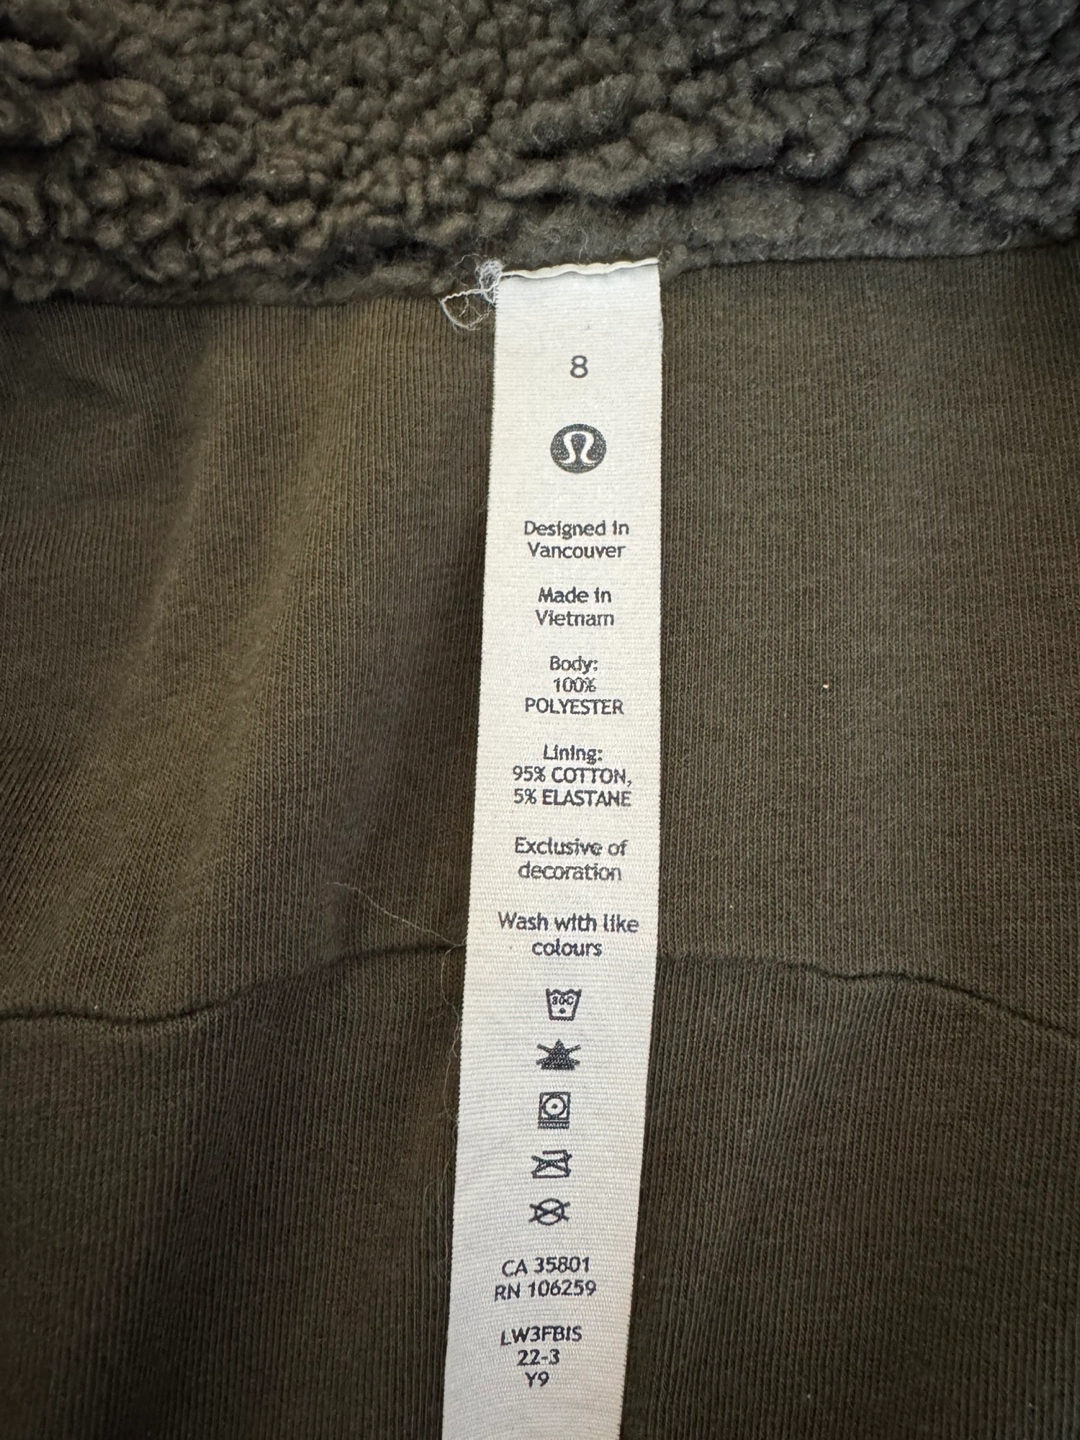 8
Designed in
Vancouver
Made in
Vietnam
Body:
100%
POLYESTER
Lining:
95% COTTON,
5% ELASTANE
Exclusive of
decoration
Wash with like
colours
30C
CA 35801
RN 106259
LW3FBIS
22-3
Y9